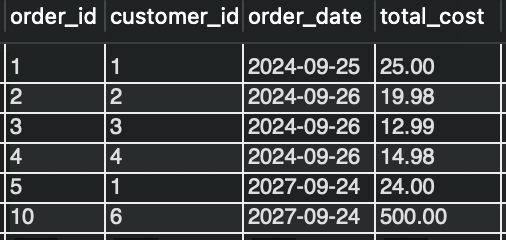 order_id customer_id order_date total_cost
1 1 2024-09-25 25.00
2 2 2024-09-26 19.98
3 3 2024-09-26 12.99
4 4 2024-09-26 14.98
5 1 2027-09-24 24.00
10 6 2027-09-24 500.00